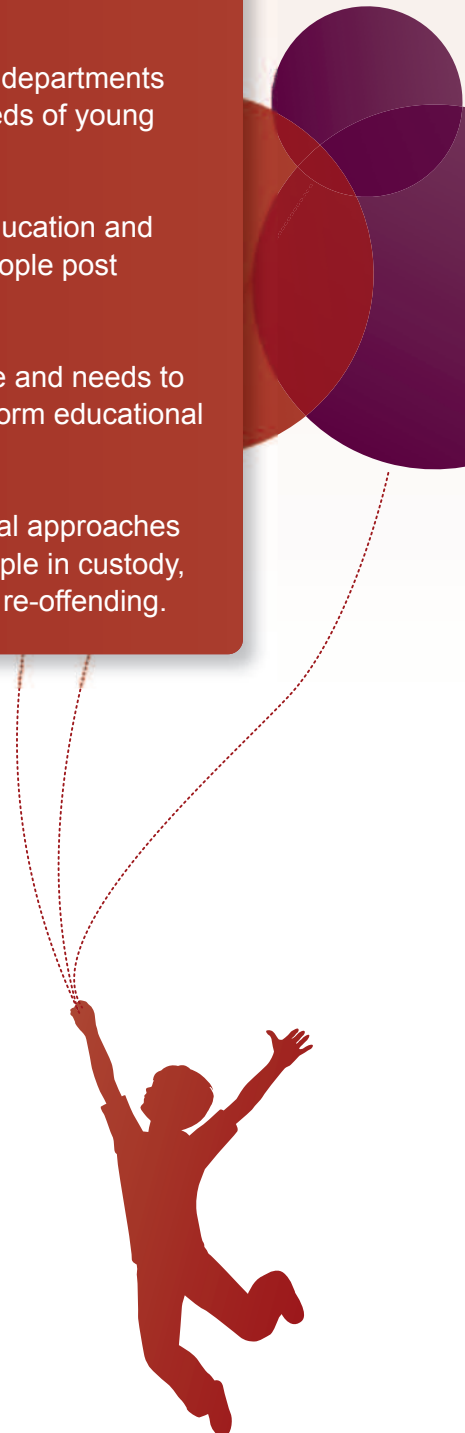 departments
eds of young
ucation and
ople post
e and needs to
orm educational
al approaches
ple in custody,
re-offending.